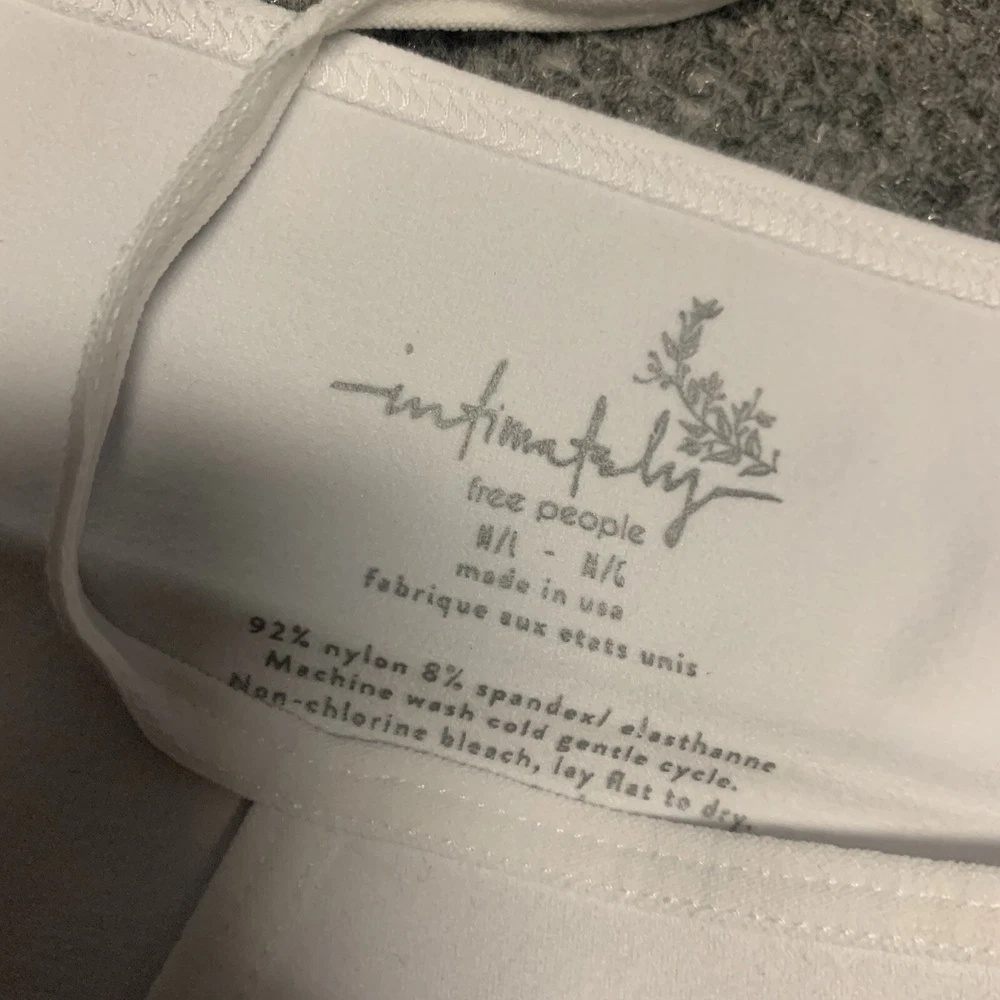 intimately
free people
M/L - M/G
made in usa
fabrique aux etats unis
92% nylon 8% spandex/ elasthanne
Machine wash cold gentle cycle.
Non-chlorine bleach, lay flat to dry.